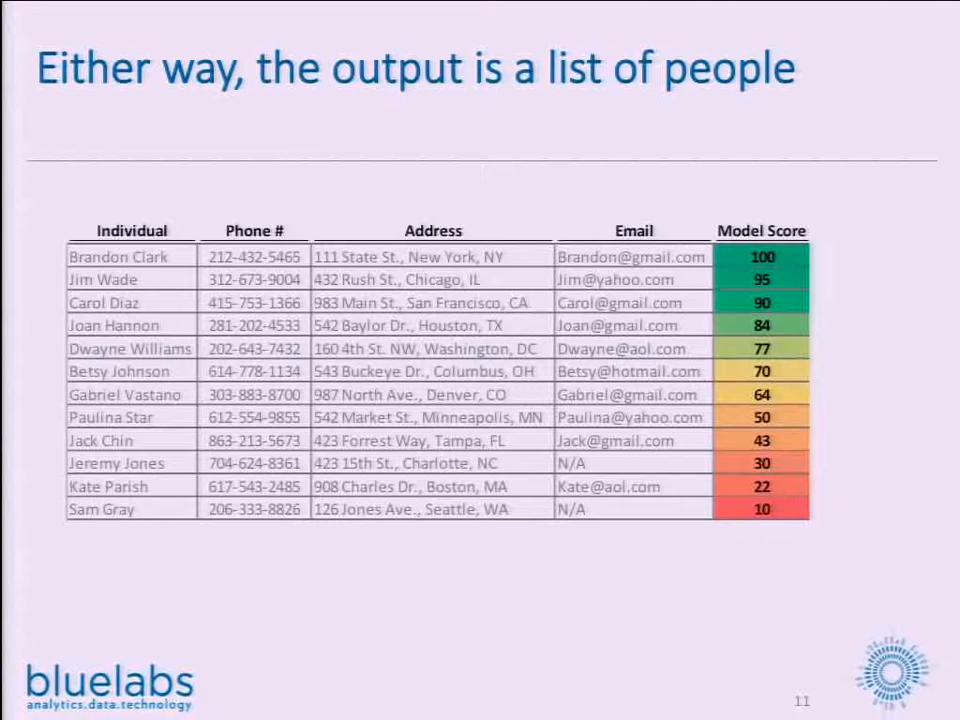 Either way, the output is a list of people
Individual Phone # Address Email Model Score
Brandon Clark 212-432-5465 111 State St., New York, NY Brandon@gmail.com 100
Jim Wade 312-673-9004 432 Rush St., Chicago, IL Jim@yahoo.com 95
Carol Diaz 415-753-1366 983 Main St., San Francisco, CA Carol@gmail.com 90
Joan Hannon 281-202-4533 542 Baylor Dr., Houston, TX Joan@gmail.com 84
Dwayne Williams 202-643-7432 160 4th St. NW, Washington, DC Dwayne@aol.com 77
Betsy Johnson 614-778-1134 543 Buckeye Dr., Columbus, OH Betsy@hotmail.com 70
Gabriel Vastano 303-883-8700 987 North Ave., Denver, CO Gabriel@gmail.com 64
Paulina Star 612-554-9855 542 Market St., Minneapolis, MN Paulina@yahoo.com 50
Jack Chin 863-213-5673 423 Forrest Way, Tampa, FL Jack@gmail.com 43
Jeremy Jones 704-624-8361 423 15th St., Charlotte, NC N/A 30
Kate Parish 617-543-2485 908 Charles Dr., Boston, MA Kate@aol.com 22
Sam Gray 206-333-8826 126 Jones Ave., Seattle, WA N/A 10
bluelabs
analytics.data.technology
11